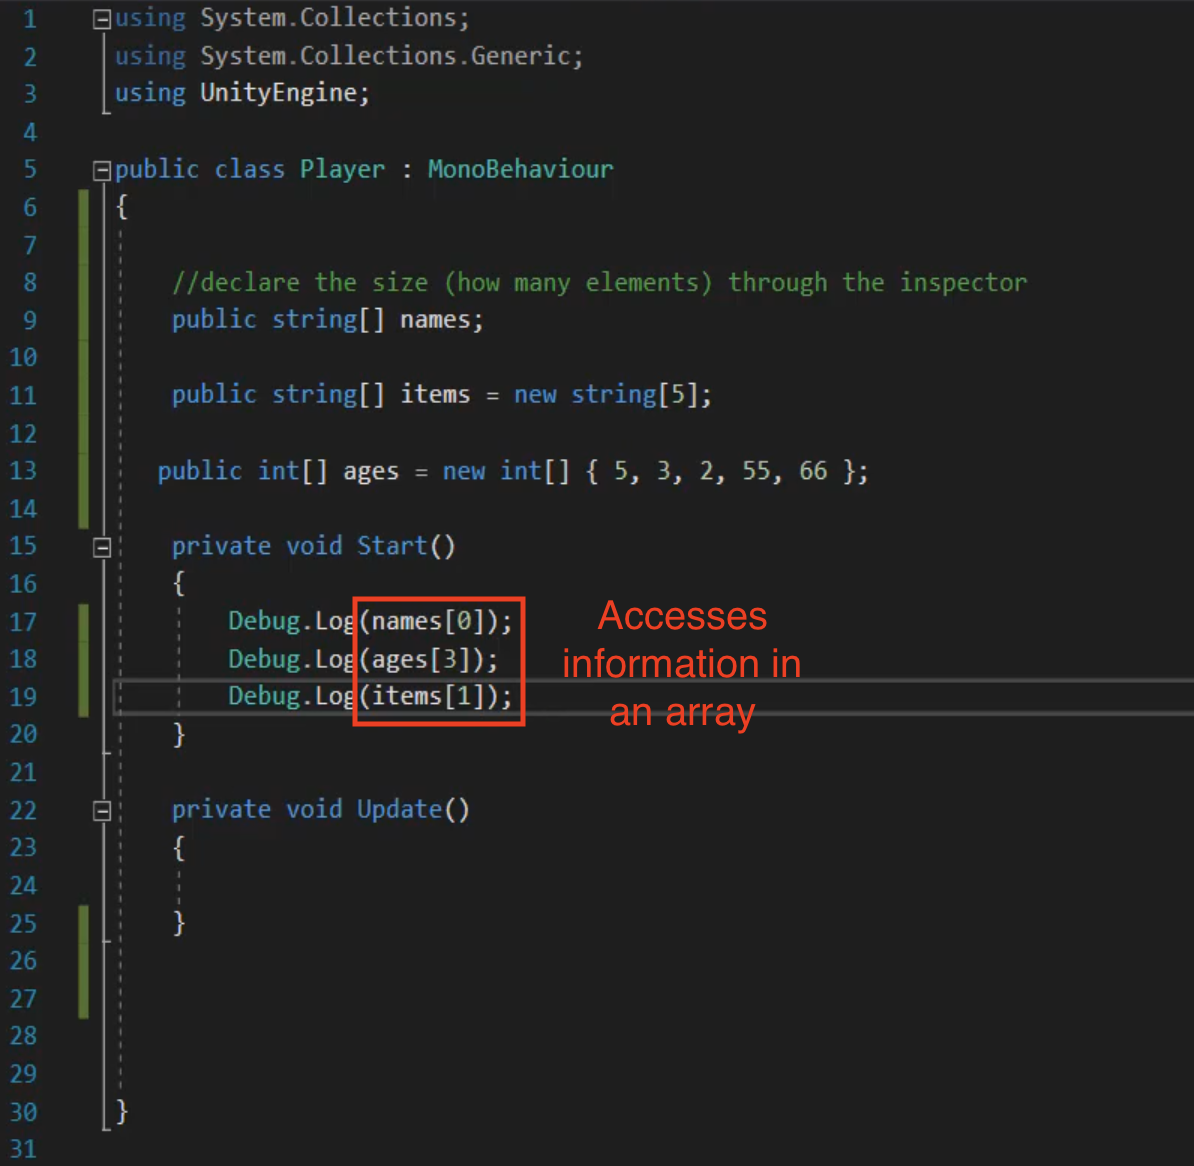 1 using System.Collections;
2 using System.Collections.Generic;
3 using UnityEngine;
4
5 public class Player : MonoBehaviour
6 {
7
8 //declare the size (how many elements) through the inspector
9 public string[] names;
10
11 public string[] items = new string[5];
12
13 public int[] ages = new int[] { 5, 3, 2, 55, 66 };
14
15 private void Start()
16 {
17 Debug.Log(names[0]);
18 Debug.Log(ages[3]);
19 Debug.Log(items[1]);
20 }
21
22 private void Update()
23 {
24
25 }
26
27
28
29
30 }
31
Accesses
information in
an array